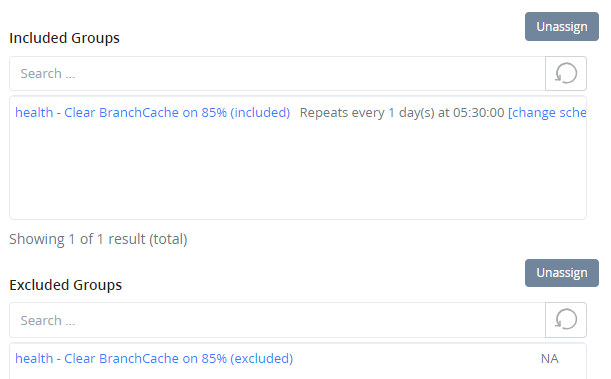 Unassign
Included Groups
Search ...
health - Clear BranchCache on 85% (included) Repeats every 1 day(s) at 05:30:00 [change sche
Showing 1 of 1 result (total)
Unassign
Excluded Groups
Search ...
health - Clear BranchCache on 85% (excluded) NA